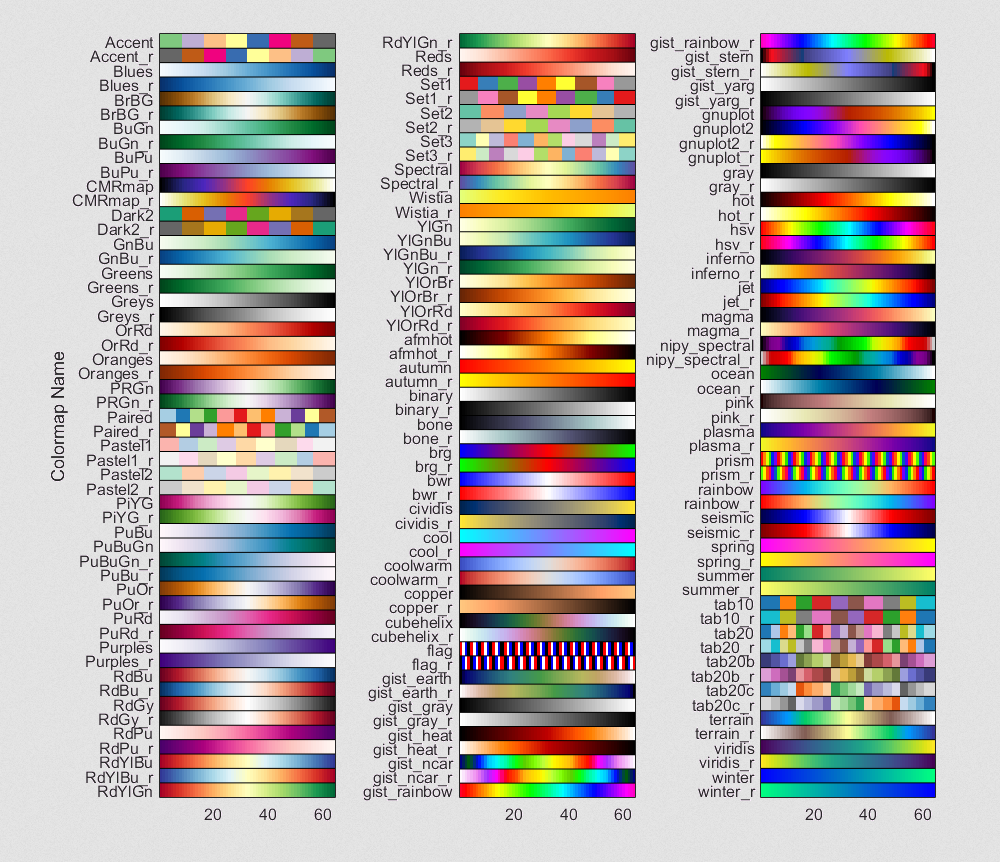 Colormap Name
Accent
Accent_r
Blues
Blues_r
BrBG
BrBG_r
BuGn
BuGn_r
BuPu
BuPu_r
CMRmap
CMRmap_r
Dark2
Dark2_r
GnBu
GnBu_r
Greens
Greens_r
Greys
Greys_r
OrRd
OrRd_r
Oranges
Oranges_r
PRGn
PRGn_r
Paired
Paired_r
Pastel1
Pastel1_r
Pastel2
Pastel2_r
PiYG
PiYG_r
PuBu
PuBuGn
PuBuGn_r
PuBu_r
PuOr
PuOr_r
PuRd
PuRd_r
Purples
Purples_r
RdBu
RdBu_r
RdGy
RdGy_r
RdPu
RdPu_r
RdYlBu
RdYlBu_r
RdYlGn
20 40 60
RdYlGn_r
Reds
Reds_r
Set1
Set1_r
Set2
Set2_r
Set3
Set3_r
Spectral
Spectral_r
Wistia
Wistia_r
YlGn
YlGnBu
YlGnBu_r
YlGn_r
YlOrBr
YlOrBr_r
YlOrRd
YlOrRd_r
afmhot
afmhot_r
autumn
autumn_r
binary
binary_r
bone
bone_r
brg
brg_r
bwr
bwr_r
cividis
cividis_r
cool
cool_r
coolwarm
coolwarm_r
copper
copper_r
cubehelix
cubehelix_r
flag
flag_r
gist_earth
gist_earth_r
gist_gray
gist_gray_r
gist_heat
gist_heat_r
gist_ncar
gist_ncar_r
gist_rainbow
20 40 60
gist_rainbow_r
gist_stern
gist_stern_r
gist_yarg
gist_yarg_r
gnuplot
gnuplot2
gnuplot2_r
gnuplot_r
gray
gray_r
hot
hot_r
hsv
hsv_r
inferno
inferno_r
jet
jet_r
magma
magma_r
nipy_spectral
nipy_spectral_r
ocean
ocean_r
pink
pink_r
plasma
plasma_r
prism
prism_r
rainbow
rainbow_r
seismic
seismic_r
spring
spring_r
summer
summer_r
tab10
tab10_r
tab20
tab20_r
tab20b
tab20b_r
tab20c
tab20c_r
terrain
terrain_r
viridis
viridis_r
winter
winter_r
20 40 60